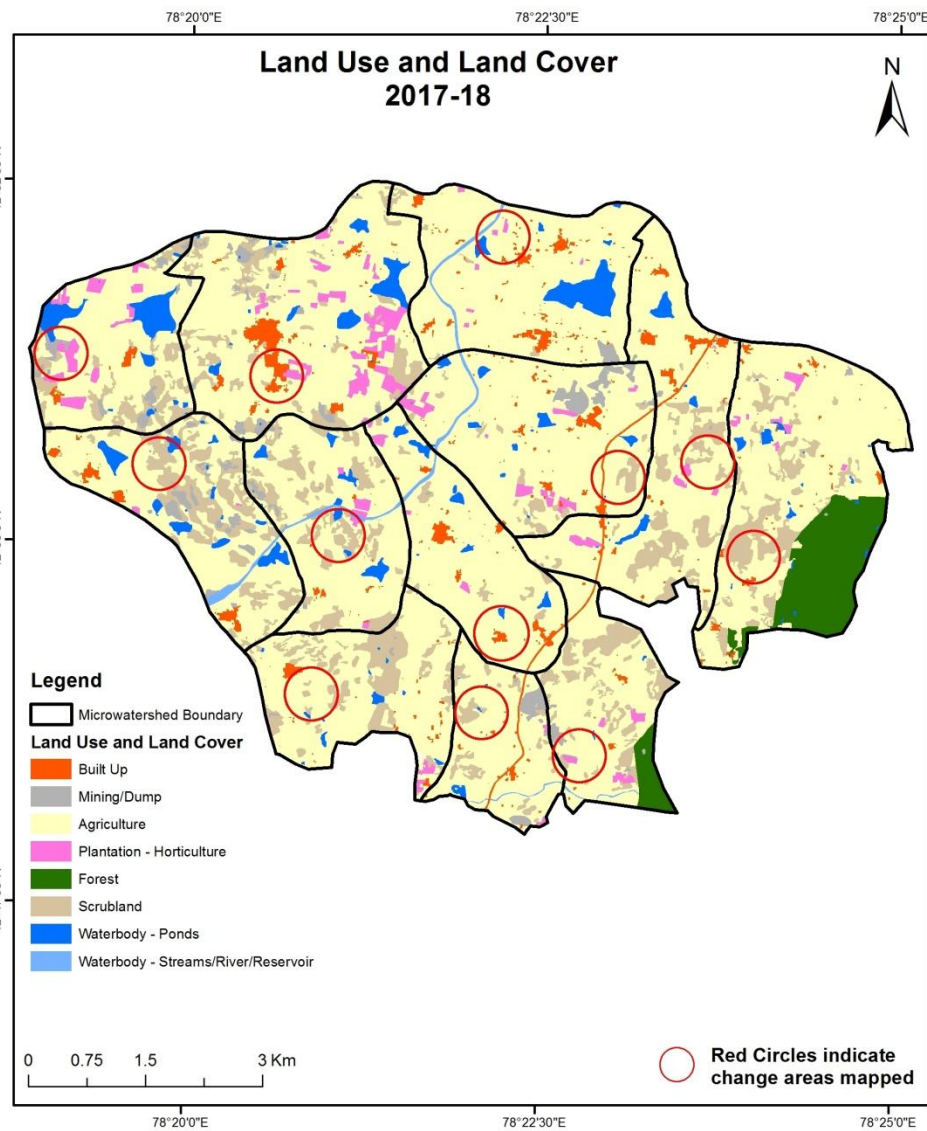 78°20'0"E 78°22'30"E 78°25'0"E
Land Use and Land Cover
2017-18
N
Legend
Microwatershed Boundary
Land Use and Land Cover
Built Up
Mining/Dump
Agriculture
Plantation - Horticulture
Forest
Scrubland
Waterbody - Ponds
Waterbody - Streams/River/Reservoir
0 0.75 1.5 3 Km
Red Circles indicate
change areas mapped
78°20'0"E 78°22'30"E 78°25'0"E